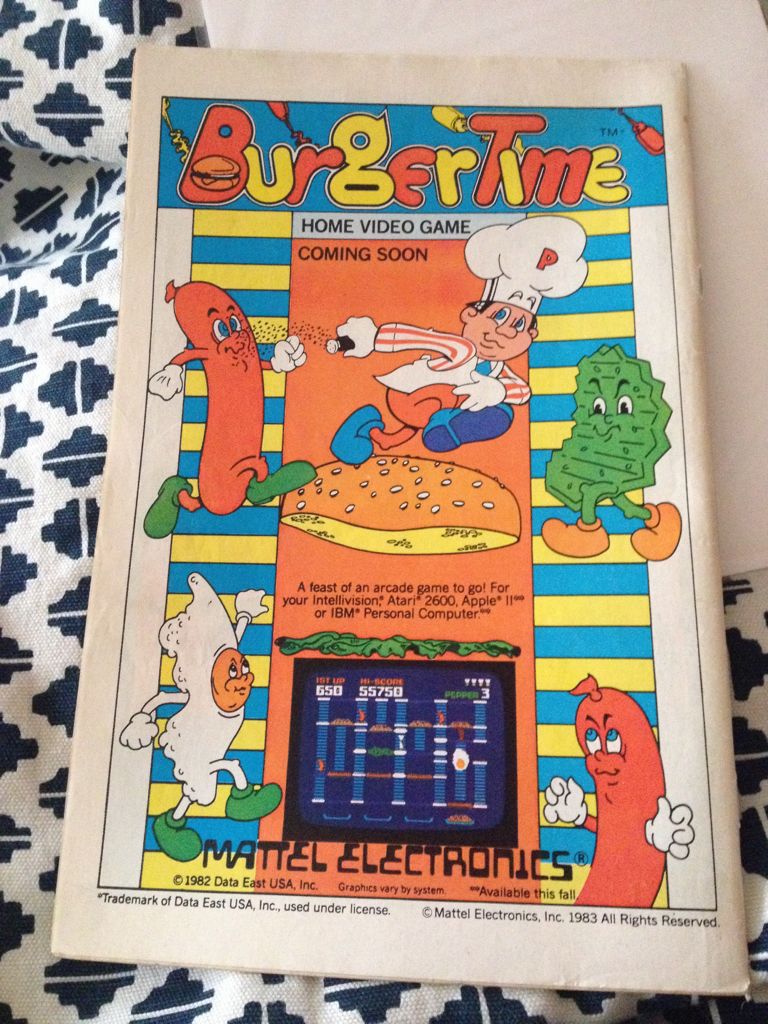 BurgerTime TM
HOME VIDEO GAME
COMING SOON
P
A feast of an arcade game to go! For
your Intellivision,® Atari® 2600, Apple® II**
or IBM® Personal Computer**
1ST UP HI-SCORE
650 55750 PEPPER 3
MATTEL ELECTRONICS®
© 1982 Data East USA, Inc. Graphics vary by system. **Available this fall
*Trademark of Data East USA, Inc., used under license. © Mattel Electronics, Inc. 1983 All Rights Reserved.